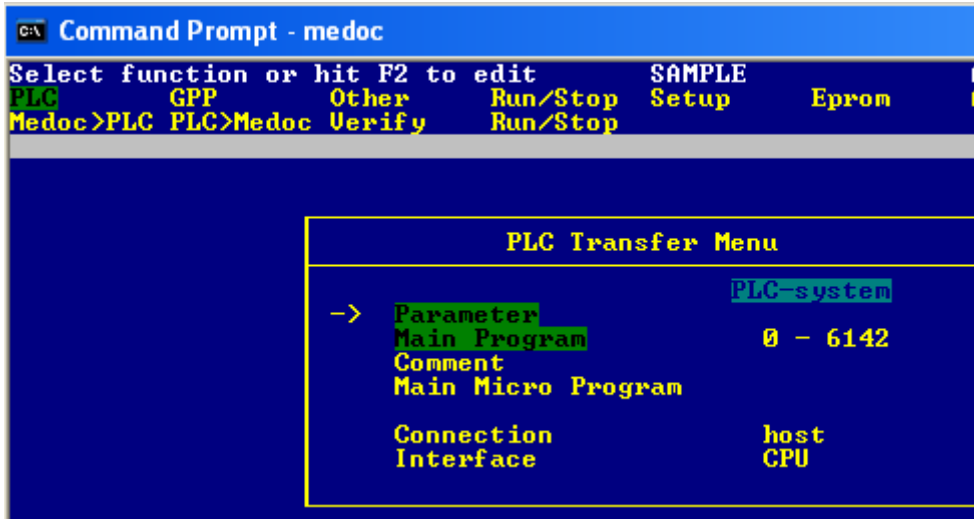 Command Prompt - medoc
Select function or hit F2 to edit SAMPLE
PLC GPP Other Run/Stop Setup Eprom
Medoc>PLC PLC>Medoc Verify Run/Stop
PLC Transfer Menu
PLC-system
-> Parameter
Main Program 0 - 6142
Comment
Main Micro Program
Connection host
Interface CPU